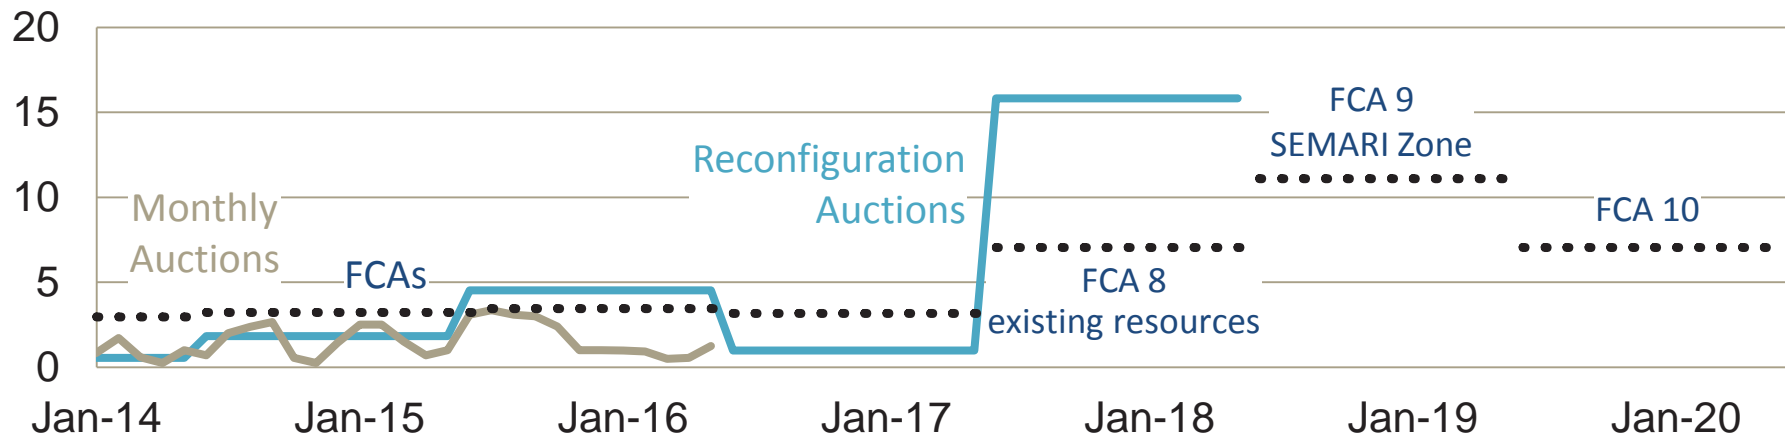 20
15
10
5
0
Monthly
Auctions
FCAs
Reconfiguration
Auctions
FCA 8
existing resources
FCA 9
SEMARI Zone
FCA 10
Jan-14
Jan-15
Jan-16
Jan-17
Jan-18
Jan-19
Jan-20